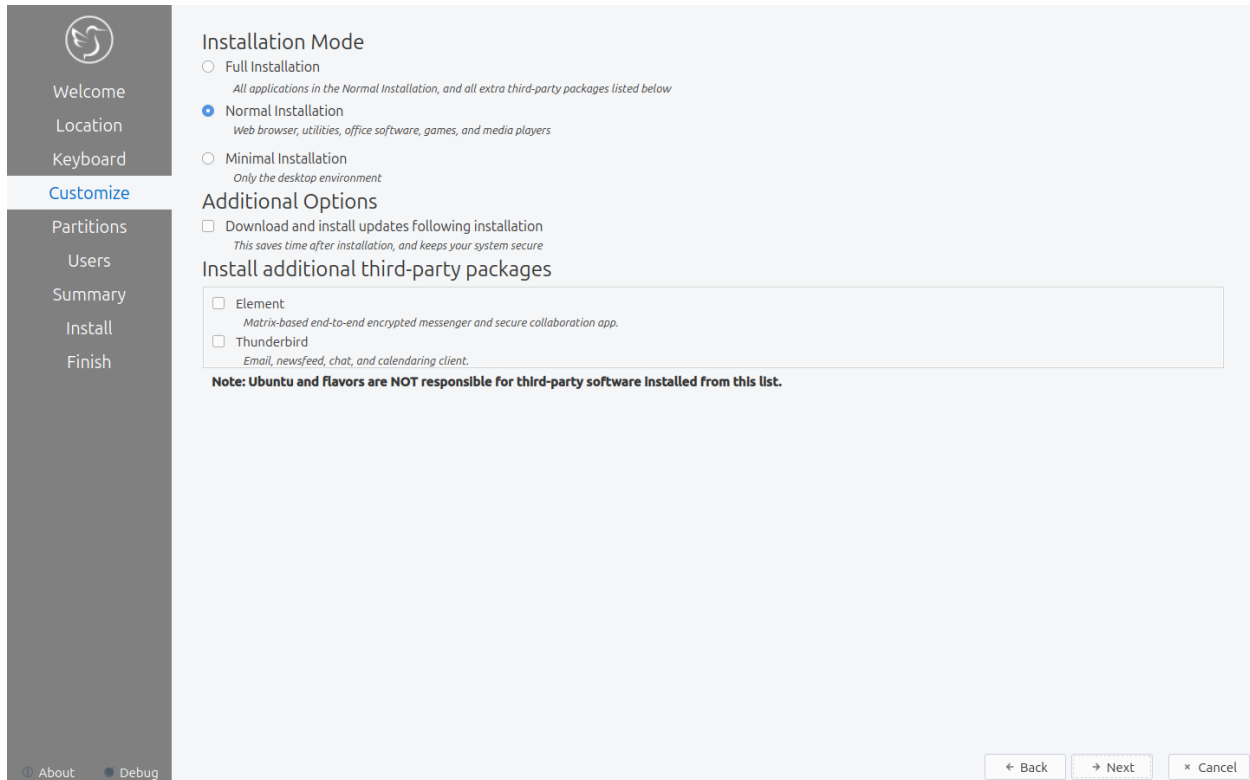 Welcome
Location
Keyboard
Customize
Partitions
Users
Summary
Install
Finish
About
Debug
Installation Mode
Full Installation
All applications in the Normal Installation, and all extra third-party packages listed below
Normal Installation
Web browser, utilities, office software, games, and media players
Minimal Installation
Only the desktop environment
Additional Options
Download and install updates following installation
This saves time after installation, and keeps your system secure
Install additional third-party packages
Element
Matrix-based end-to-end encrypted messenger and secure collaboration app.
Thunderbird
Email, newsfeed, chat, and calendaring client.
Note: Ubuntu and flavors are NOT responsible for third-party software installed from this list.
Back
Next
Cancel